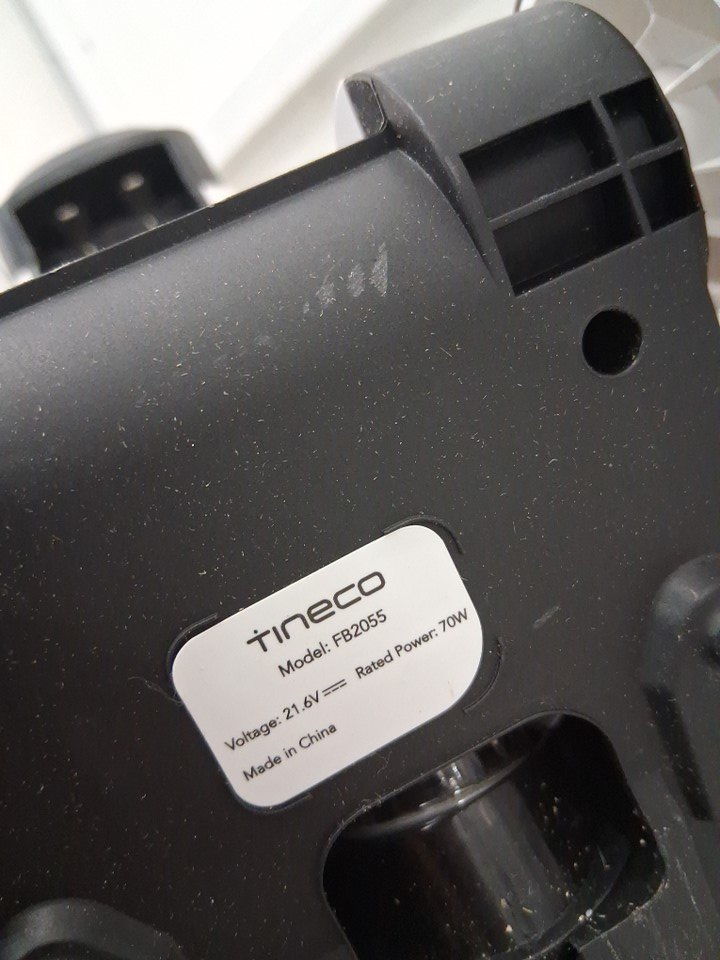 TINECO
Model: FB2055
Voltage: 21.6V⎓ Rated Power: 70W
Made in China